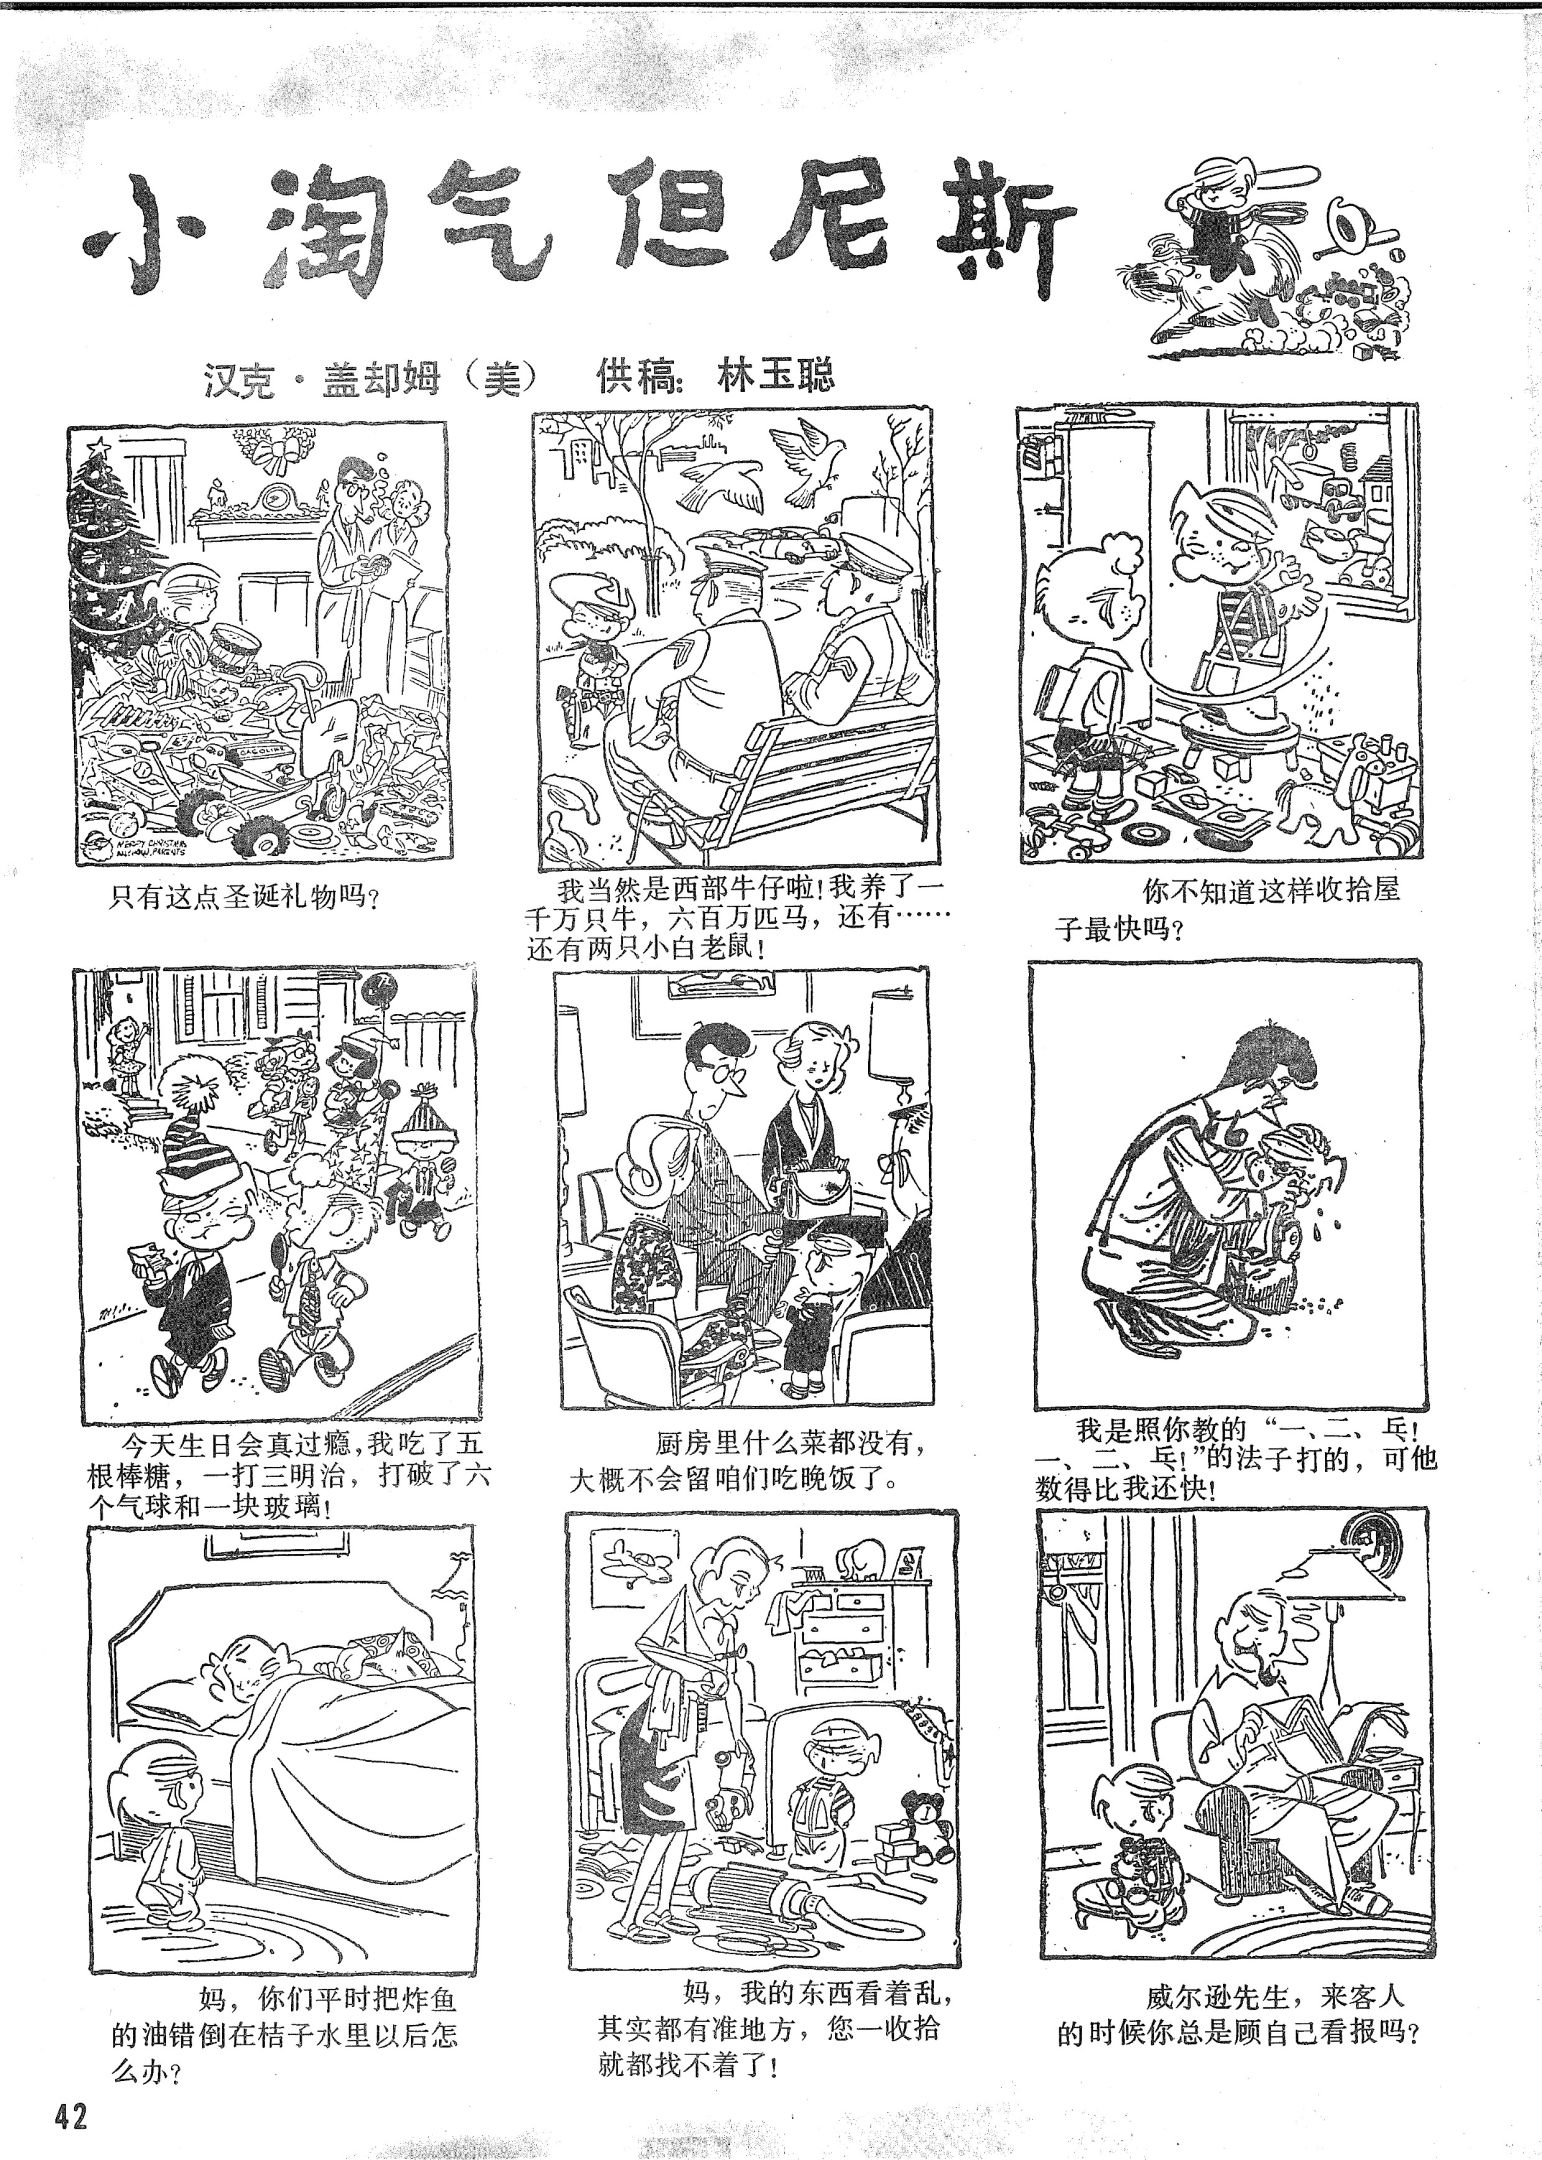 小淘气但尼斯
汉克·盖却姆（美） 供稿：林玉聪
GASOLINE
MERRY CHRISTMAS
只有这点圣诞礼物吗？
我当然是西部牛仔啦！我养了一
千万只牛，六百万匹马，还有……
还有两只小白老鼠！
你不知道这样收拾屋
子最快吗？
今天生日会真过瘾，我吃了五
根棒糖，一打三明治，打破了六
个气球和一块玻璃！
厨房里什么菜都没有，
大概不会留咱们吃晚饭了。
我是照你教的“一、二、乓！
一、二、乓！”的法子打的，可他
数得比我还快！
妈，你们平时把炸鱼
的油错倒在桔子水里以后怎
么办？
妈，我的东西看着乱，
其实都有准地方，您一收拾
就都找不着了！
威尔逊先生，来客人
的时候你总是顾自己看报吗？
42